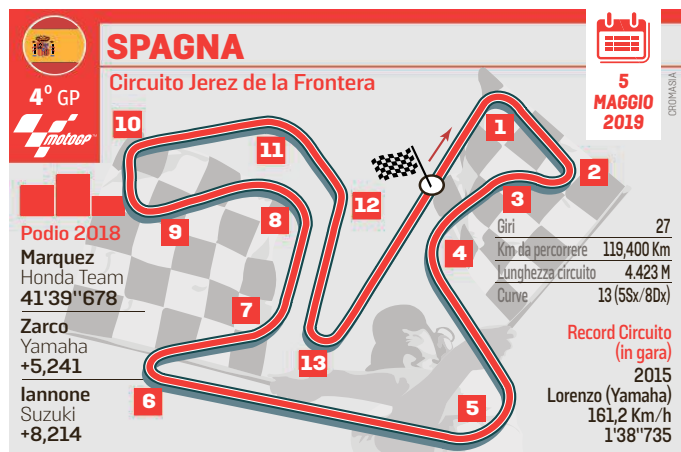 SPAGNA
Circuito Jerez de la Frontera
4° GP
MotoGP™
5
MAGGIO
2019
CROMASIA
1
2
3
4
5
6
7
8
9
10
11
12
13
Podio 2018
Marquez
Honda Team
41'39"678
Zarco
Yamaha
+5,241
Iannone
Suzuki
+8,214
Giri 27
Km da percorrere 119,400 Km
Lunghezza circuito 4.423 M
Curve 13 (5Sx/8Dx)
Record Circuito
(in gara)
2015
Lorenzo (Yamaha)
161,2 Km/h
1'38"735